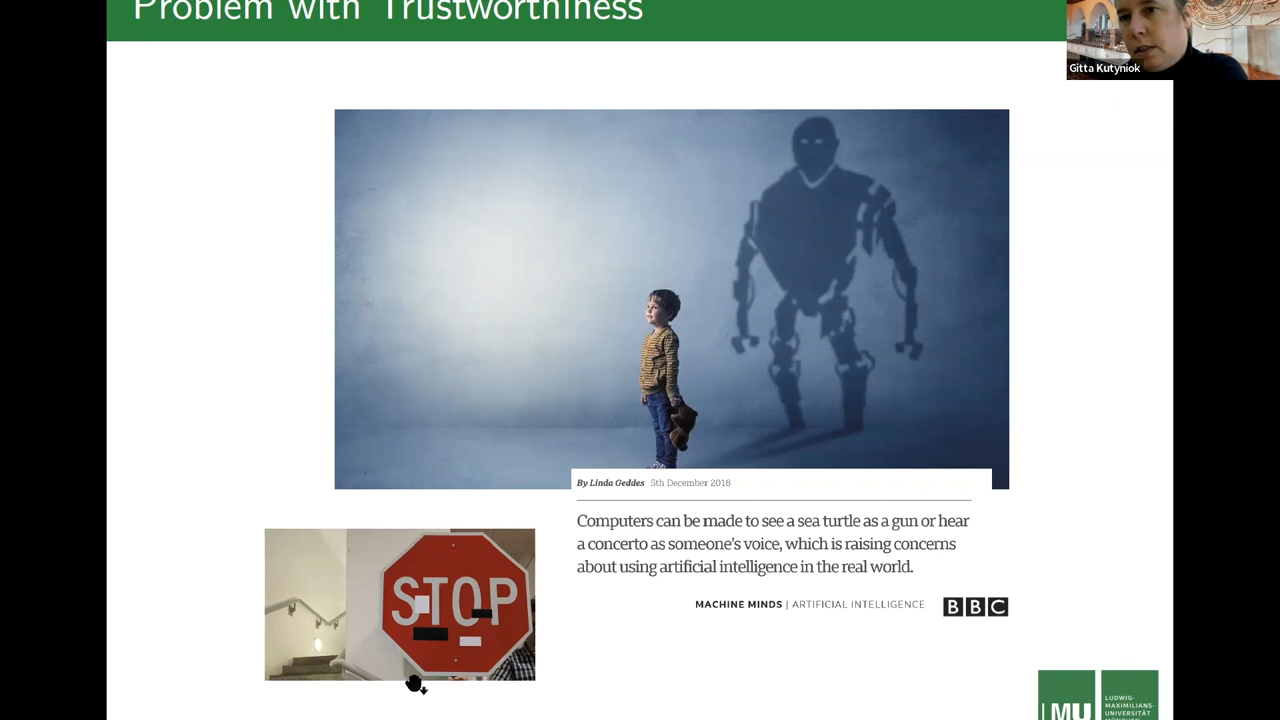 Problem with Trustworthiness
Gitta Kutyniok
By Linda Geddes 5th December 2018
Computers can be made to see a sea turtle as a gun or hear
a concerto as someone's voice, which is raising concerns
about using artificial intelligence in the real world.
STOP
MACHINE MINDS | ARTIFICIAL INTELLIGENCE BBC
LMU
LUDWIG-
MAXIMILIANS-
UNIVERSITÄT
MÜNCHEN